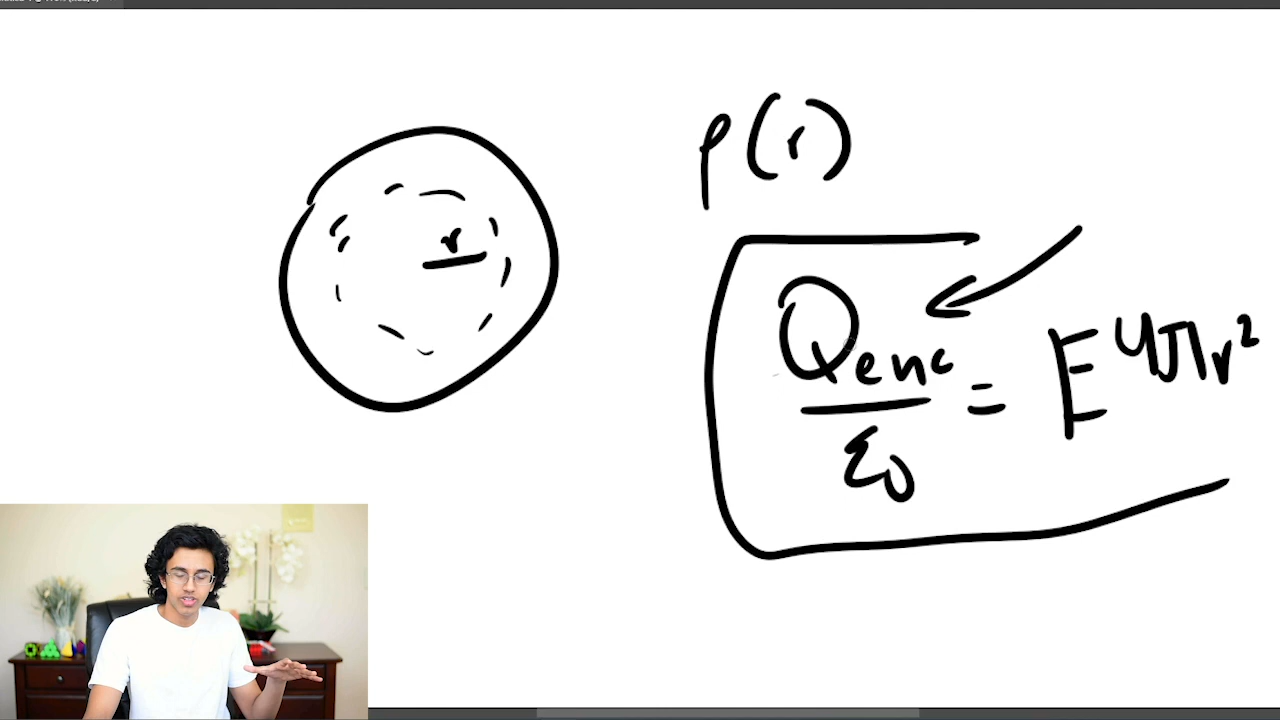 ρ(r)
r
Qenc
ε0
= E4πr²